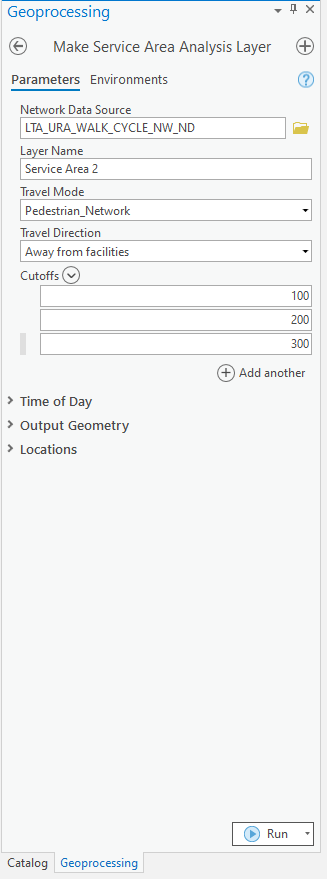 Geoprocessing
Make Service Area Analysis Layer
Parameters Environments
Network Data Source
LTA_URA_WALK_CYCLE_NW_ND
Layer Name
Service Area 2
Travel Mode
Pedestrian_Network
Travel Direction
Away from facilities
Cutoffs
100
200
300
Add another
Time of Day
Output Geometry
Locations
Run
Catalog Geoprocessing